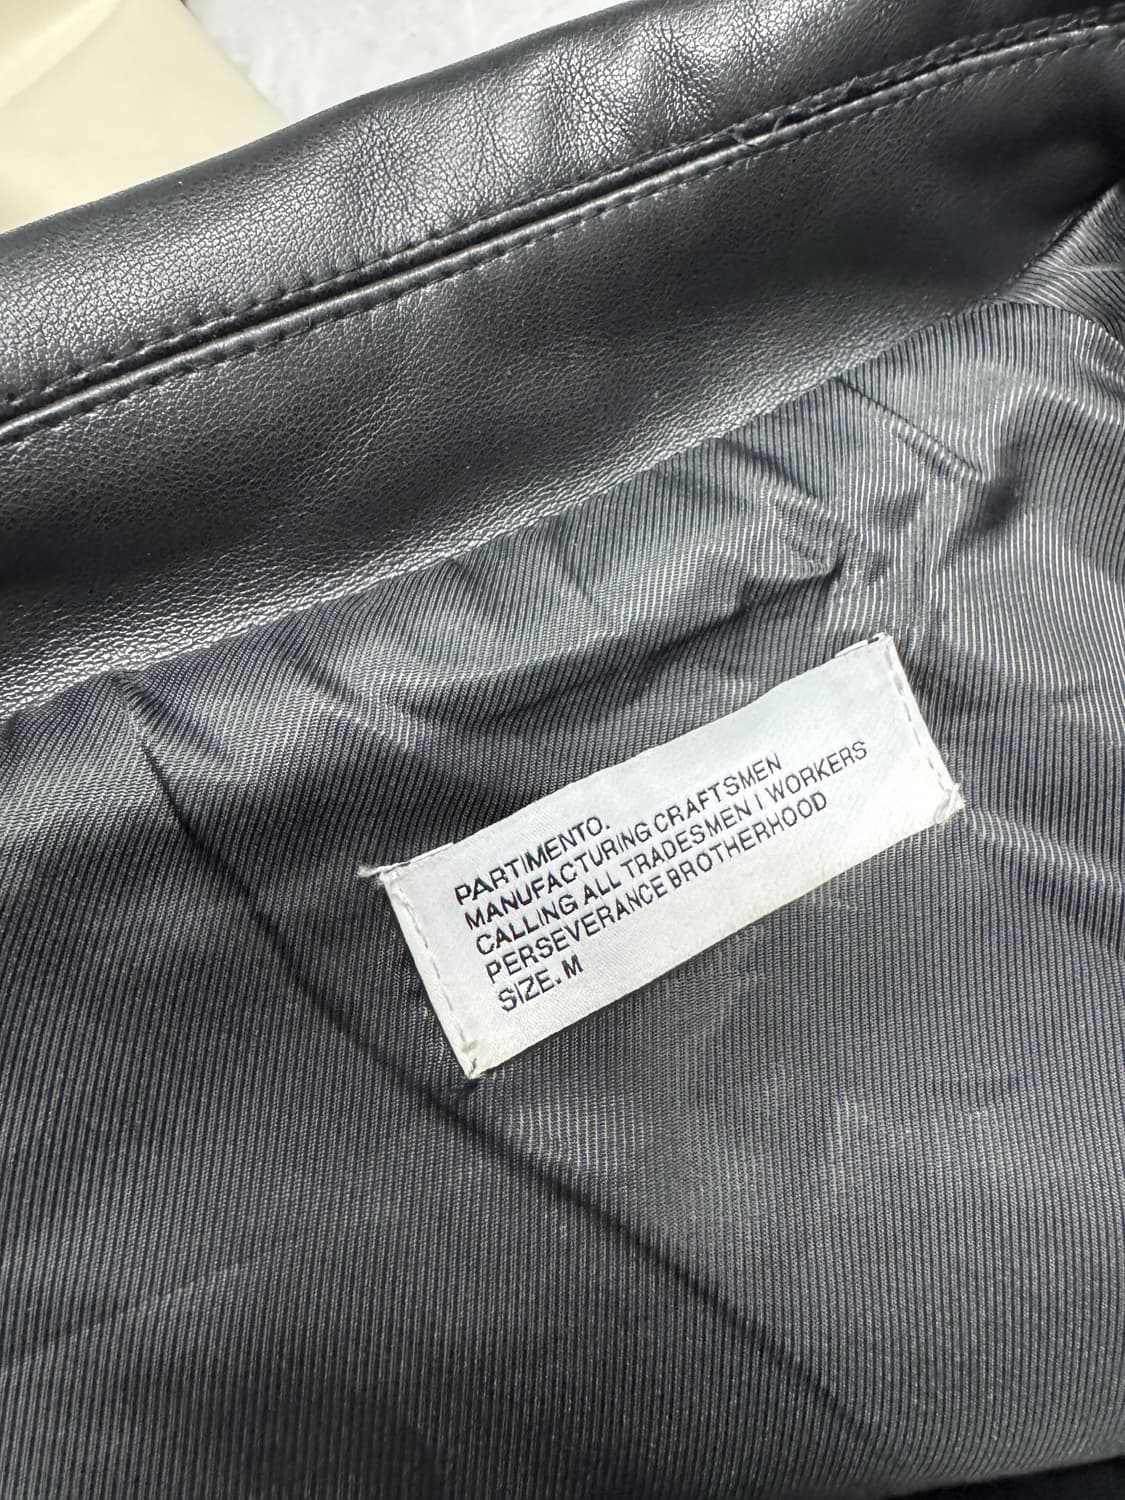 PARTIMENTO.
MANUFACTURING CRAFTSMEN
CALLING ALL TRADESMEN I WORKERS
PERSEVERANCE BROTHERHOOD
SIZE. M